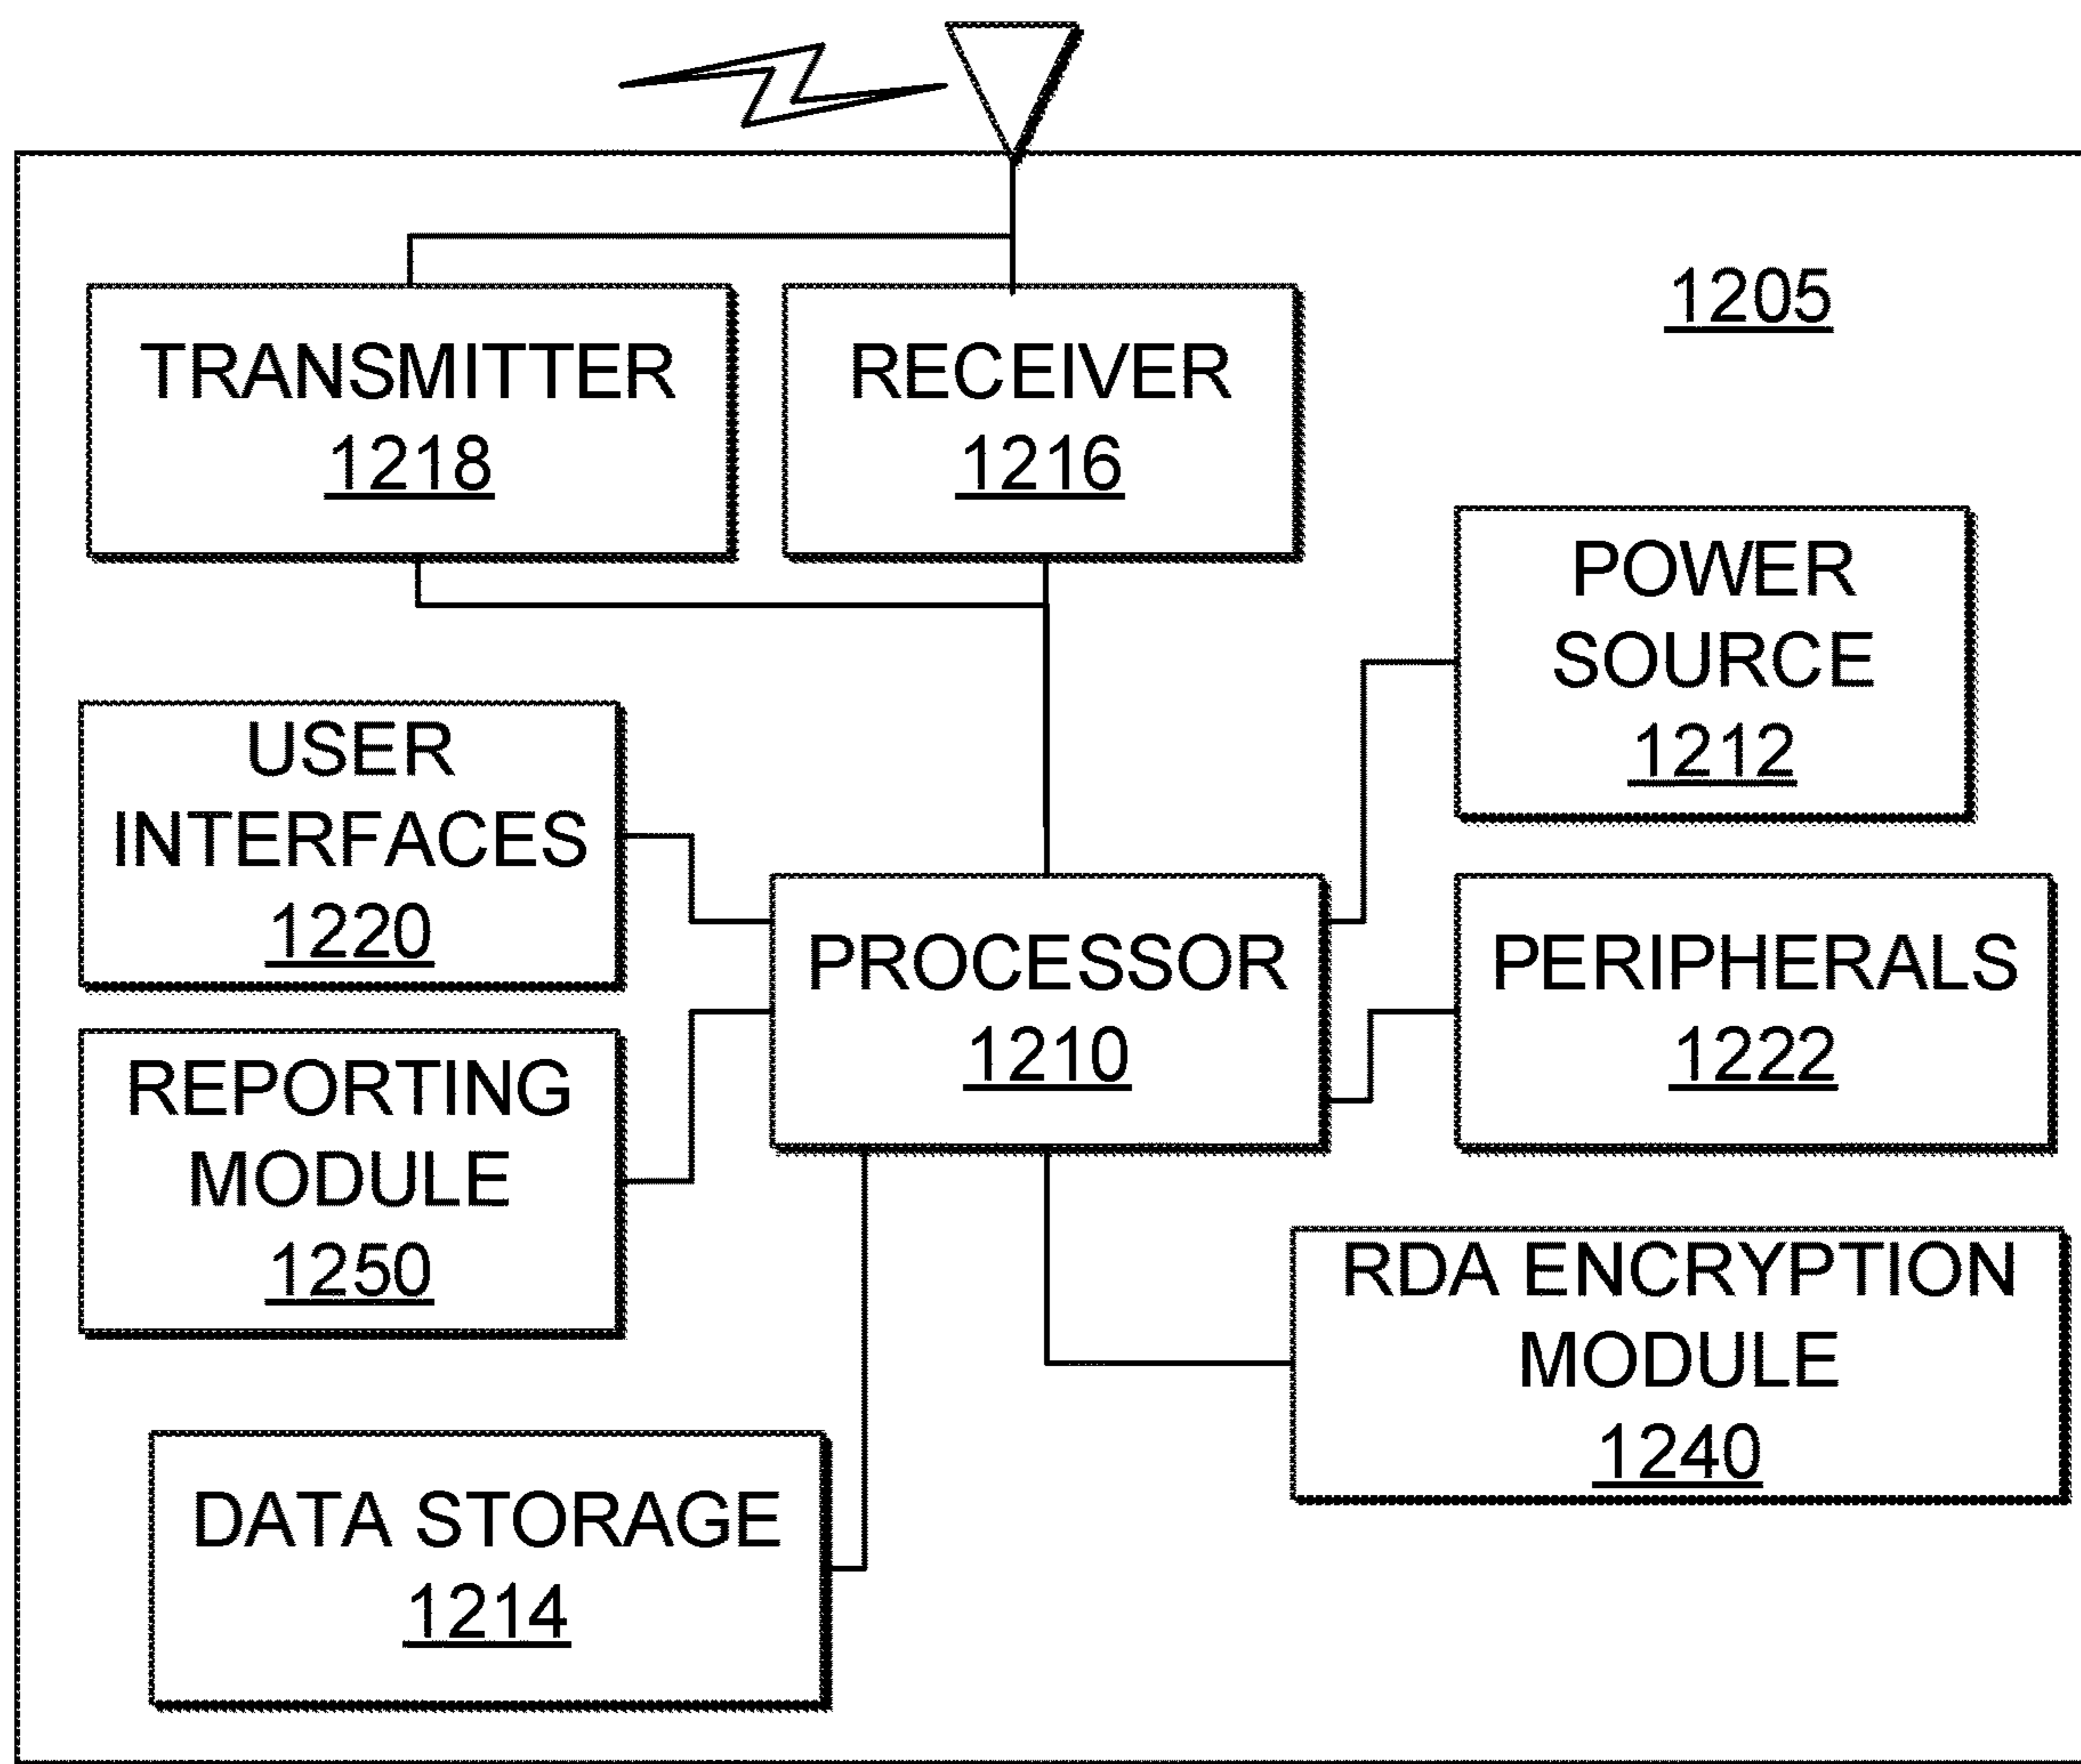 1205
TRANSMITTER
1218
RECEIVER
1216
POWER
SOURCE
1212
USER
INTERFACES
1220
PROCESSOR
1210
PERIPHERALS
1222
REPORTING
MODULE
1250
RDA ENCRYPTION
MODULE
1240
DATA STORAGE
1214